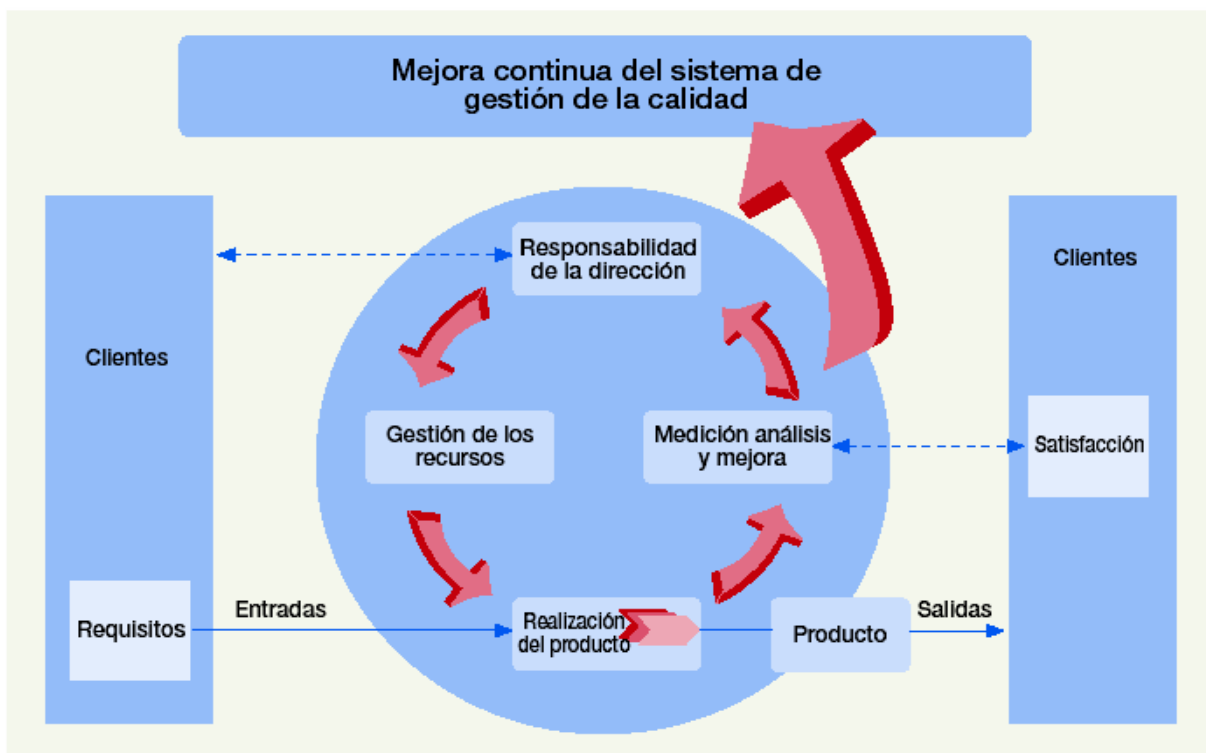 Mejora continua del sistema de
gestión de la calidad
Responsabilidad
de la dirección
Clientes
Clientes
Gestión de los
recursos
Medición análisis
y mejora
Satisfacción
Requisitos
Entradas
Realización
del producto
Producto
Salidas